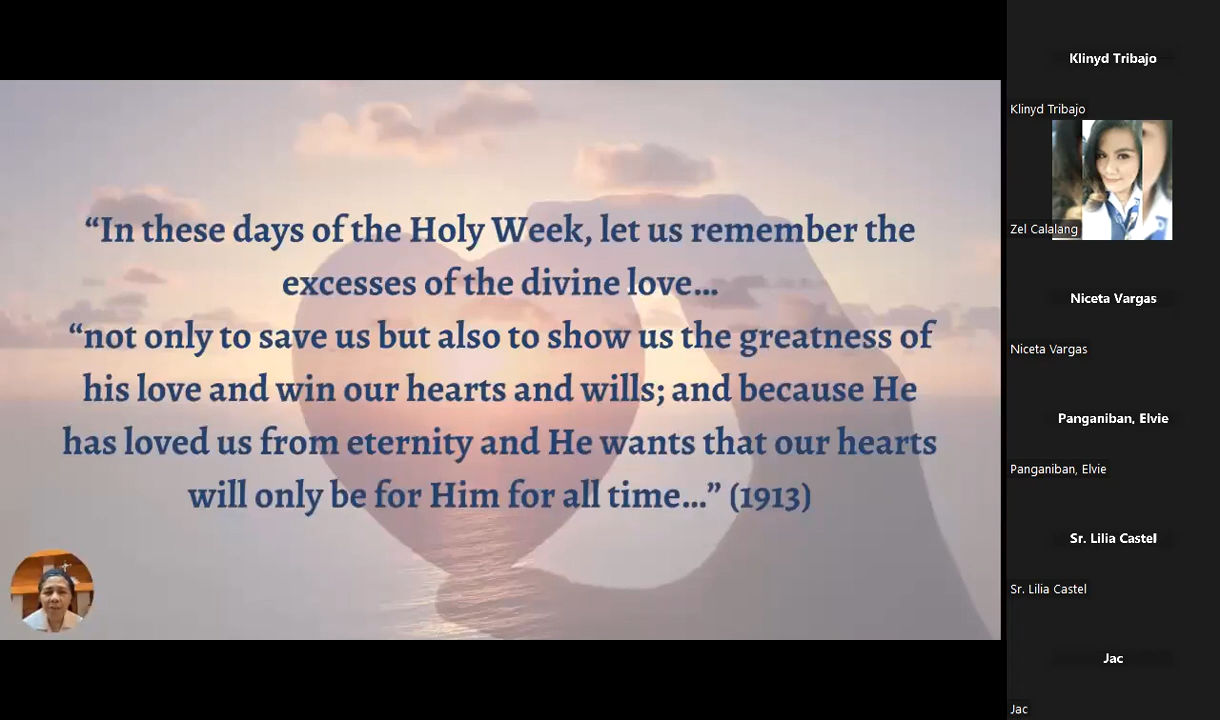 “In these days of the Holy Week, let us remember the
excesses of the divine love...
“not only to save us but also to show us the greatness of
his love and win our hearts and wills; and because He
has loved us from eternity and He wants that our hearts
will only be for Him for all time...” (1913)
Klinyd Tribajo
Klinyd Tribajo
Zel Calalang
Niceta Vargas
Niceta Vargas
Panganiban, Elvie
Panganiban, Elvie
Sr. Lilia Castel
Sr. Lilia Castel
Jac
Jac